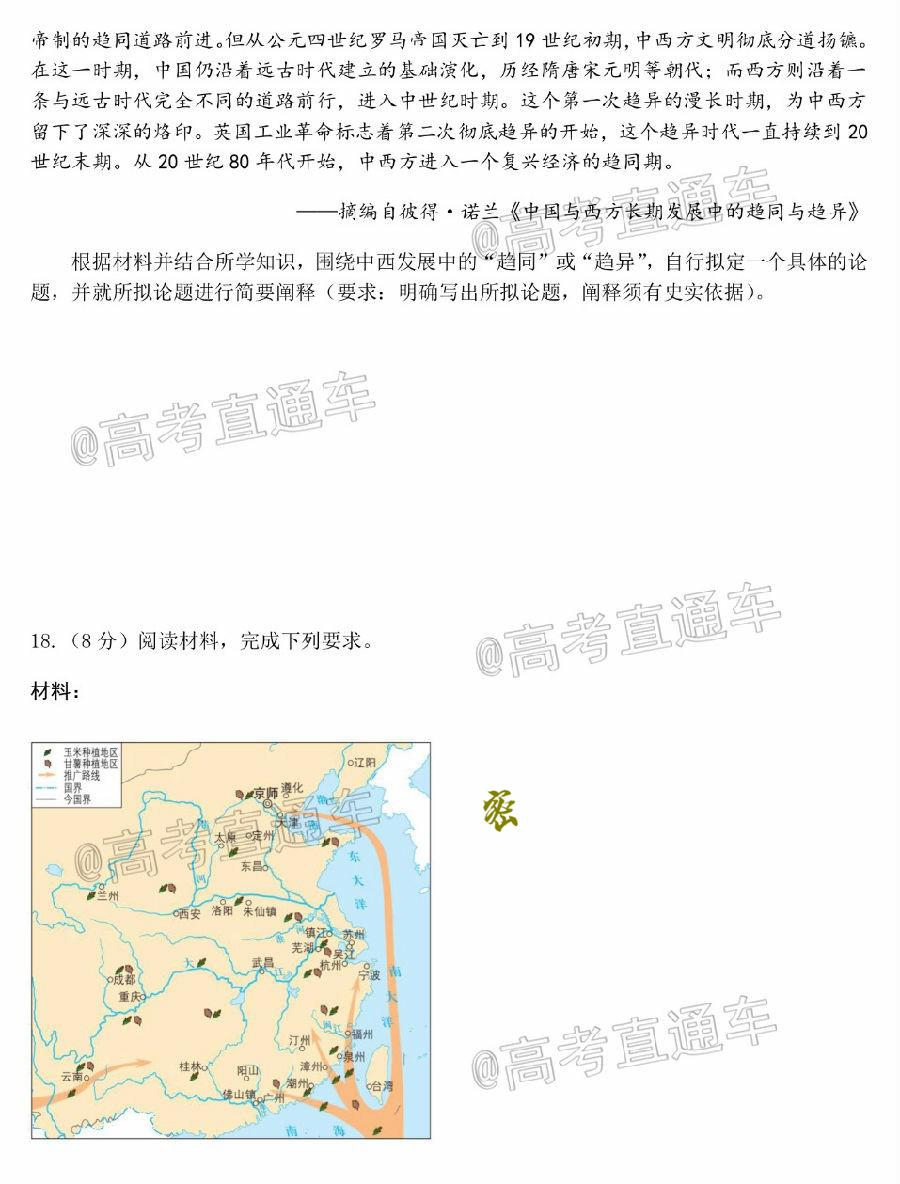 帝制的趋同道路前进。但从公元四世纪罗马帝国灭亡到 19 世纪初期，中西方文明彻底分道扬镳。
在这一时期，中国仍沿着远古时代建立的基础演化，历经隋唐宋元明等朝代；而西方则沿着一
条与远古时代完全不同的道路前行，进入中世纪时期。这个第一次趋异的漫长时期，为中西方
留下了深深的烙印。英国工业革命标志着第二次彻底趋异的开始，这个趋异时代一直持续到 20
世纪末期。从 20 世纪 80 年代开始，中西方进入一个复兴经济的趋同期。
——摘编自彼得·诺兰《中国与西方长期发展中的趋同与趋异》
@高考直通车
根据材料并结合所学知识，围绕中西发展中的“趋同”或“趋异”，自行拟定一个具体的论
题，并就所拟论题进行简要阐释（要求：明确写出所拟论题，阐释须有史实依据）。
@高考直通车
@高考直通车
18.（8 分）阅读材料，完成下列要求。
材料：
玉米种植地区
甘薯种植地区
推广路线
国界
今国界
辽阳
京师
遵化
天津
渤
海
太原
定州
东昌
黄
河
@高考直通车
密
东
大
洋
兰州
西安
洛阳
朱仙镇
淮
河
镇江
苏州
芜湖
吴江
杭州
宁波
武昌
大
江
成都
重庆
南
大
洋
闽江
福州
汀州
泉州
漳州
潮州
台湾
桂林
阳山
云南
佛山镇
广州
南
海
@高考直通车